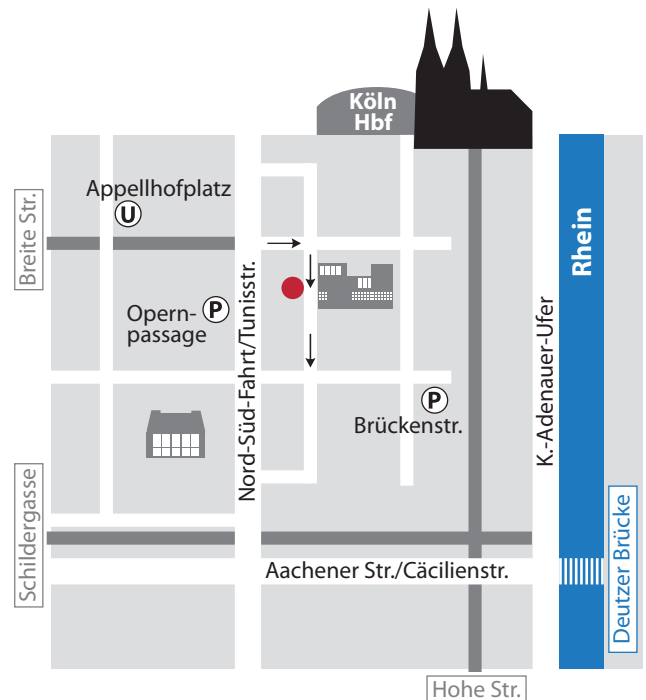 Köln
Hbf
Appellhofplatz
U
Breite Str.
Rhein
Opern-
passage
P
Nord-Süd-Fahrt/Tunisstr.
K.-Adenauer-Ufer
P
Brückenstr.
Schildergasse
Aachener Str./Cäcilienstr.
Deutzer Brücke
Hohe Str.